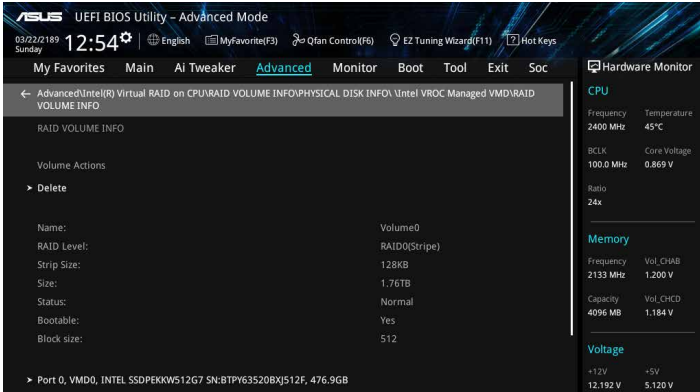 ASUS UEFI BIOS Utility – Advanced Mode
03/22/2189 Sunday 12:54 English MyFavorite(F3) Qfan Control(F6) EZ Tuning Wizard(F11) ? Hot Keys
My Favorites Main Ai Tweaker Advanced Monitor Boot Tool Exit Soc
← Advanced\Intel(R) Virtual RAID on CPU\RAID VOLUME INFO\PHYSICAL DISK INFO\ \Intel VROC Managed VMD\RAID
VOLUME INFO
RAID VOLUME INFO
Volume Actions
> Delete
Name: Volume0
RAID Level: RAID0(Stripe)
Strip Size: 128KB
Size: 1.76TB
Status: Normal
Bootable: Yes
Block size: 512
> Port 0, VMD0, INTEL SSDPEKKW512G7 SN:BTPY63520BXJ512F, 476.9GB
Hardware Monitor
CPU
Frequency Temperature
2400 MHz 45°C
BCLK Core Voltage
100.0 MHz 0.869 V
Ratio
24x
Memory
Frequency Vol_CHAB
2133 MHz 1.200 V
Capacity Vol_CHCD
4096 MB 1.184 V
Voltage
+12V +5V
12.192 V 5.120 V